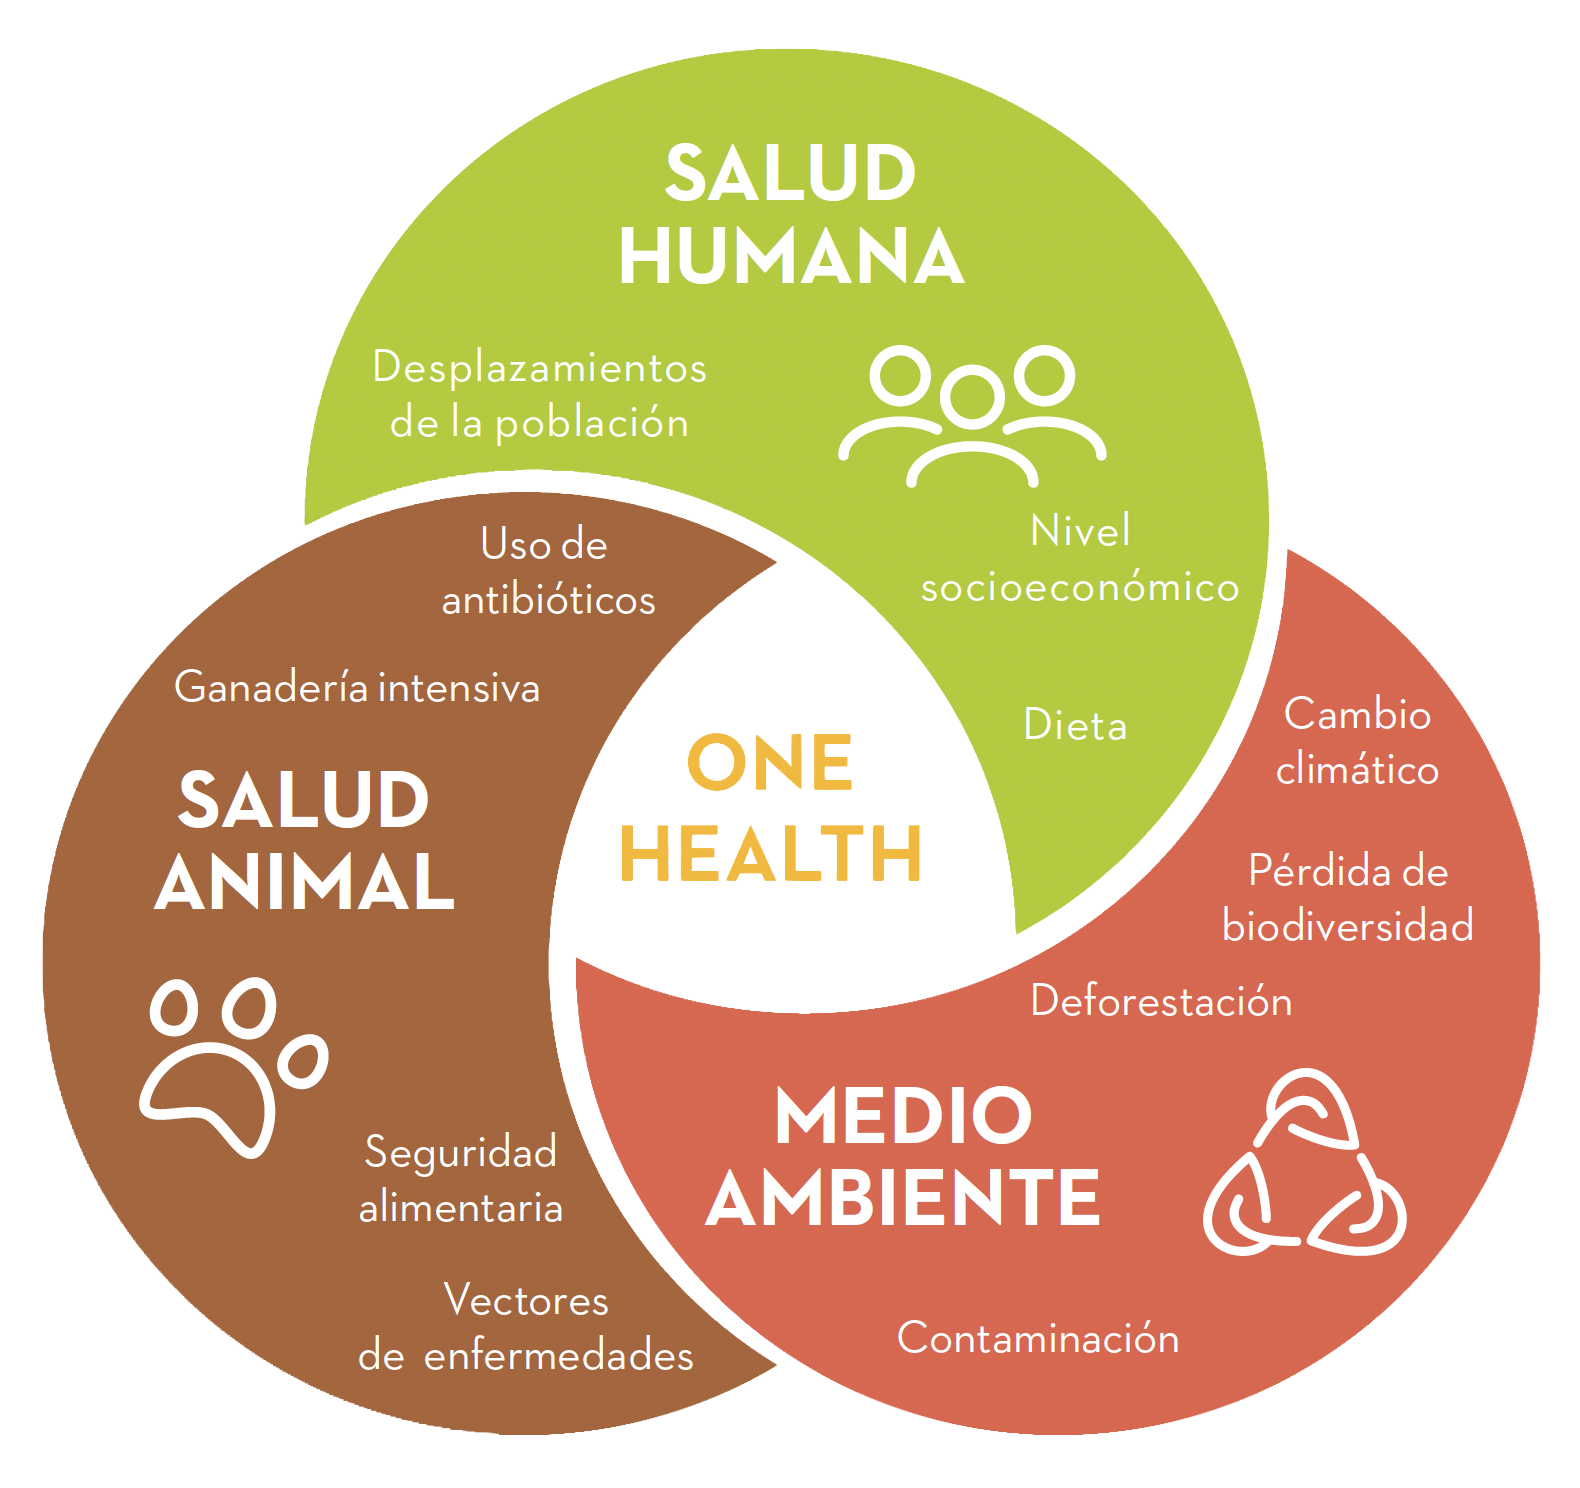 SALUD
HUMANA
Desplazamientos
de la población
Nivel
socioeconómico
Dieta
Uso de
antibióticos
Ganadería intensiva
SALUD
ANIMAL
Seguridad
alimentaria
Vectores
de enfermedades
ONE
HEALTH
Cambio
climático
Pérdida de
biodiversidad
Deforestación
MEDIO
AMBIENTE
Contaminación